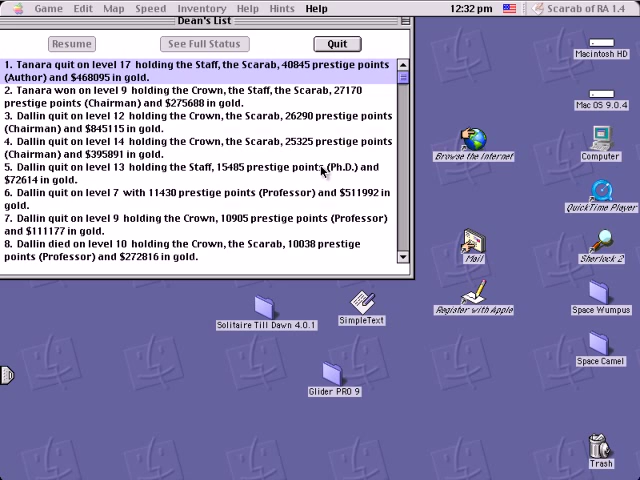 Game Edit Map Speed Inventory Help Hints Help 12:32 pm Scarab of RA 1.4
Dean's List
Resume See Full Status Quit
1. Tanara quit on level 17 holding the Staff, the Scarab, 40845 prestige points
(Author) and $468095 in gold.
2. Tanara won on level 9 holding the Crown, the Staff, the Scarab, 27170
prestige points (Chairman) and $275688 in gold.
3. Dallin quit on level 12 holding the Crown, the Scarab, 26290 prestige points
(Chairman) and $845115 in gold.
4. Dallin quit on level 14 holding the Crown, the Scarab, 25325 prestige points
(Chairman) and $395891 in gold.
5. Dallin quit on level 13 holding the Staff, 15485 prestige points (Ph.D.) and
$72614 in gold.
6. Dallin quit on level 7 with 11430 prestige points (Professor) and $511992 in
gold.
7. Dallin quit on level 9 holding the Crown, 10905 prestige points (Professor)
and $111177 in gold.
8. Dallin died on level 10 holding the Crown, the Scarab, 10038 prestige
points (Professor) and $272816 in gold.
Macintosh HD
Mac OS 9.0.4
Browse the Internet
Computer
QuickTime Player
Mail
Sherlock 2
Register with Apple
Space Wumpus
Solitaire Till Dawn 4.0.1
SimpleText
Space Camel
Glider PRO 9
Trash